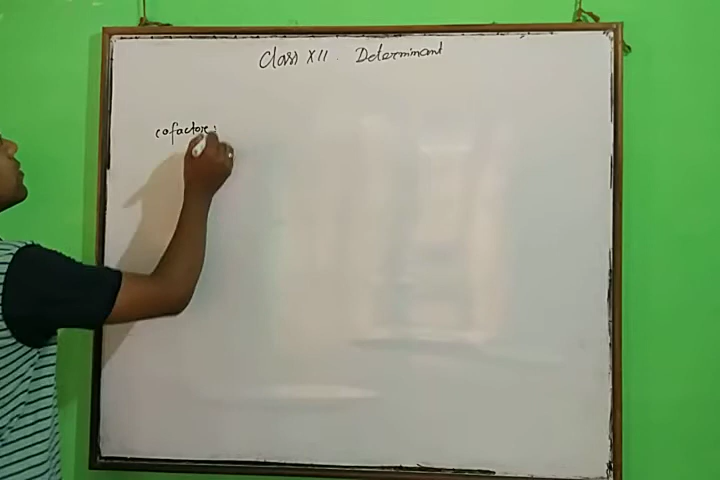 Class XII . Determinant
cofactor :